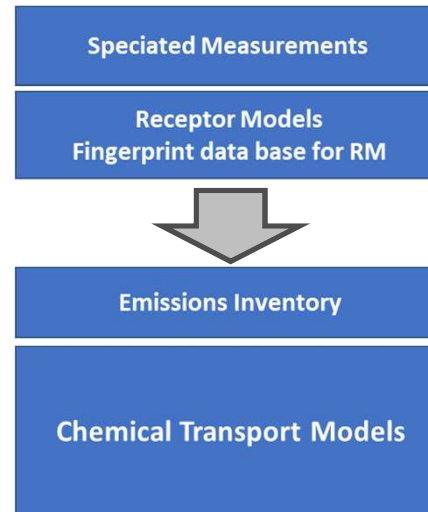 Speciated Measurements
Receptor Models
Fingerprint data base for RM
Emissions Inventory
Chemical Transport Models